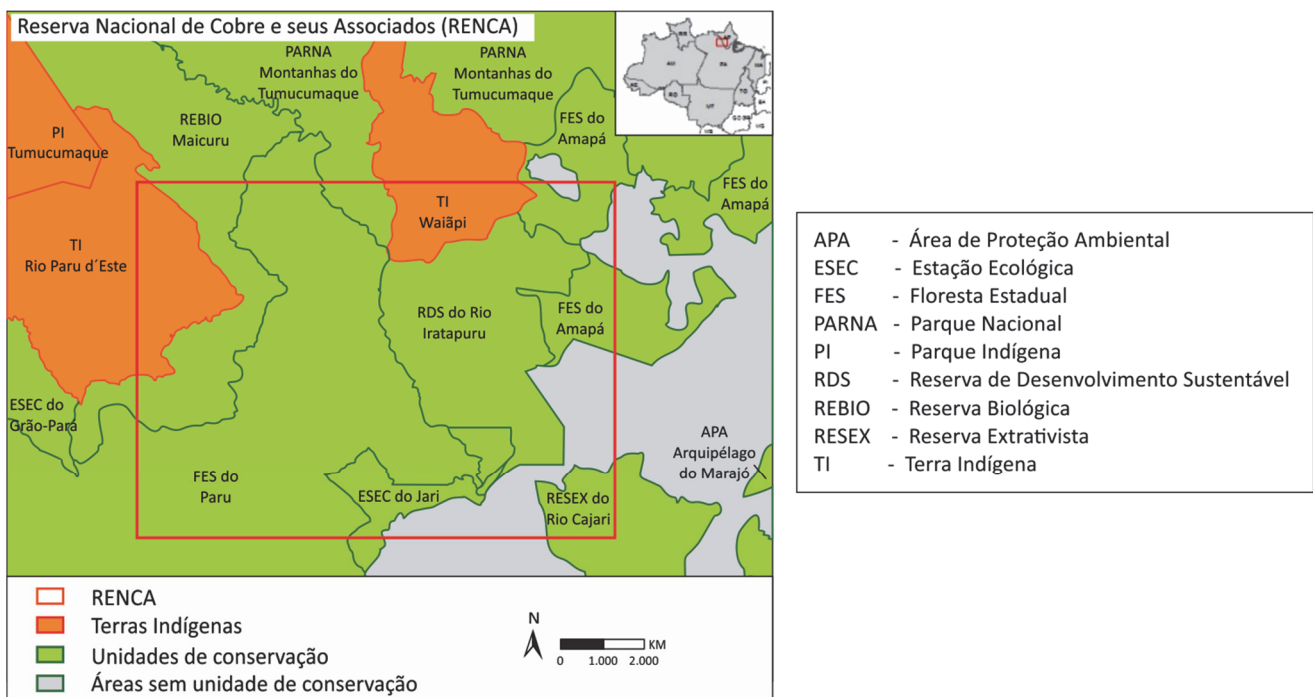 Reserva Nacional de Cobre e seus Associados (RENCA)
PARNA
Montanhas do
Tumucumaque
PARNA
Montanhas do
Tumucumaque
REBIO
Maicuru
PI
Tumucumaque
FES do
Amapá
FES do
Amapá
TI
Waiãpi
TI
Rio Paru d´Este
RDS do Rio
Iratapuru
FES do
Amapá
ESEC do
Grão-Pará
APA
Arquipélago
do Marajó
FES do
Paru
ESEC do Jari
RESEX do
Rio Cajari
RENCA
Terras Indígenas
Unidades de conservação
Áreas sem unidade de conservação
N
KM
0 1.000 2.000
APA - Área de Proteção Ambiental
ESEC - Estação Ecológica
FES - Floresta Estadual
PARNA - Parque Nacional
PI - Parque Indígena
RDS - Reserva de Desenvolvimento Sustentável
REBIO - Reserva Biológica
RESEX - Reserva Extrativista
TI - Terra Indígena